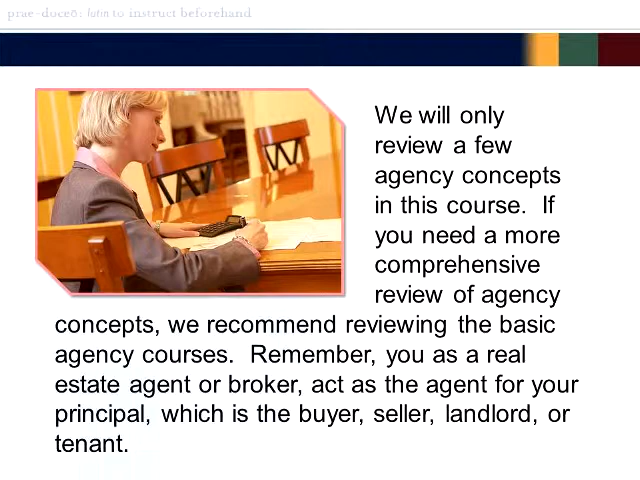 prae-doceō: latin to instruct beforehand
We will only
review a few
agency concepts
in this course.  If
you need a more
comprehensive
review of agency
concepts, we recommend reviewing the basic
agency courses.  Remember, you as a real
estate agent or broker, act as the agent for your
principal, which is the buyer, seller, landlord, or
tenant.